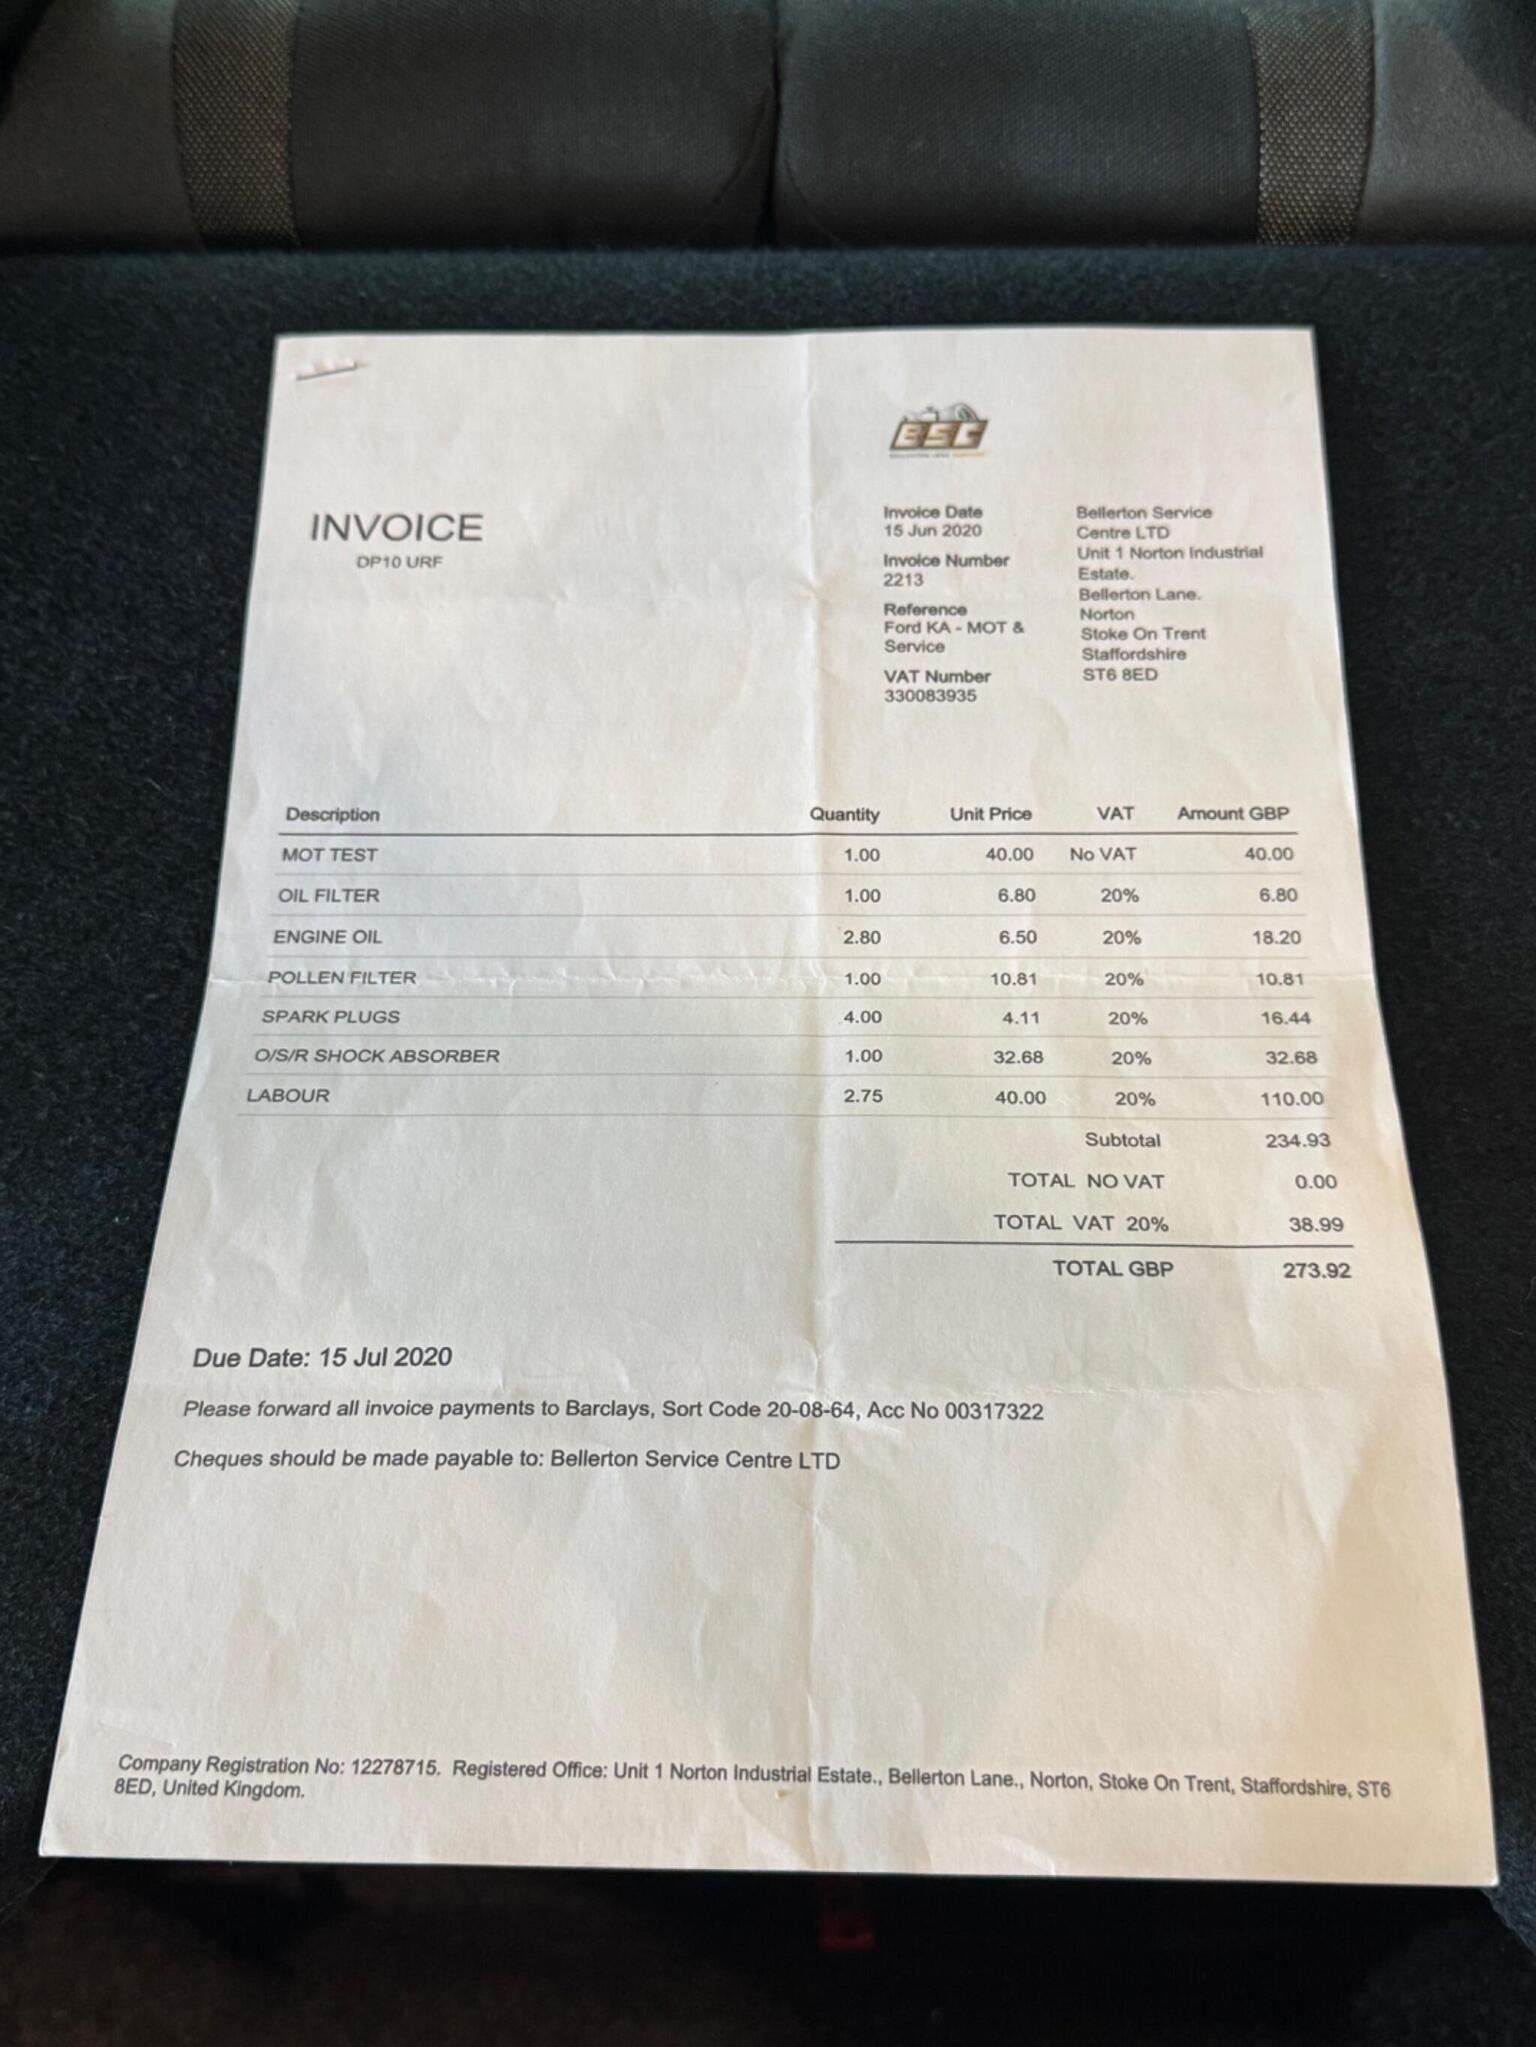 BSC
INVOICE
DP10 URF
Invoice Date
15 Jun 2020
Invoice Number
2213
Reference
Ford KA - MOT &
Service
VAT Number
330083935
Bellerton Service
Centre LTD
Unit 1 Norton Industrial
Estate.
Bellerton Lane.
Norton
Stoke On Trent
Staffordshire
ST6 8ED
Description Quantity Unit Price VAT Amount GBP
MOT TEST 1.00 40.00 No VAT 40.00
OIL FILTER 1.00 6.80 20% 6.80
ENGINE OIL 2.80 6.50 20% 18.20
POLLEN FILTER 1.00 10.81 20% 10.81
SPARK PLUGS 4.00 4.11 20% 16.44
O/S/R SHOCK ABSORBER 1.00 32.68 20% 32.68
LABOUR 2.75 40.00 20% 110.00
Subtotal 234.93
TOTAL NO VAT 0.00
TOTAL VAT 20% 38.99
TOTAL GBP 273.92
Due Date: 15 Jul 2020
Please forward all invoice payments to Barclays, Sort Code 20-08-64, Acc No 00317322
Cheques should be made payable to: Bellerton Service Centre LTD
Company Registration No: 12278715. Registered Office: Unit 1 Norton Industrial Estate., Bellerton Lane., Norton, Stoke On Trent, Staffordshire, ST6
8ED, United Kingdom.